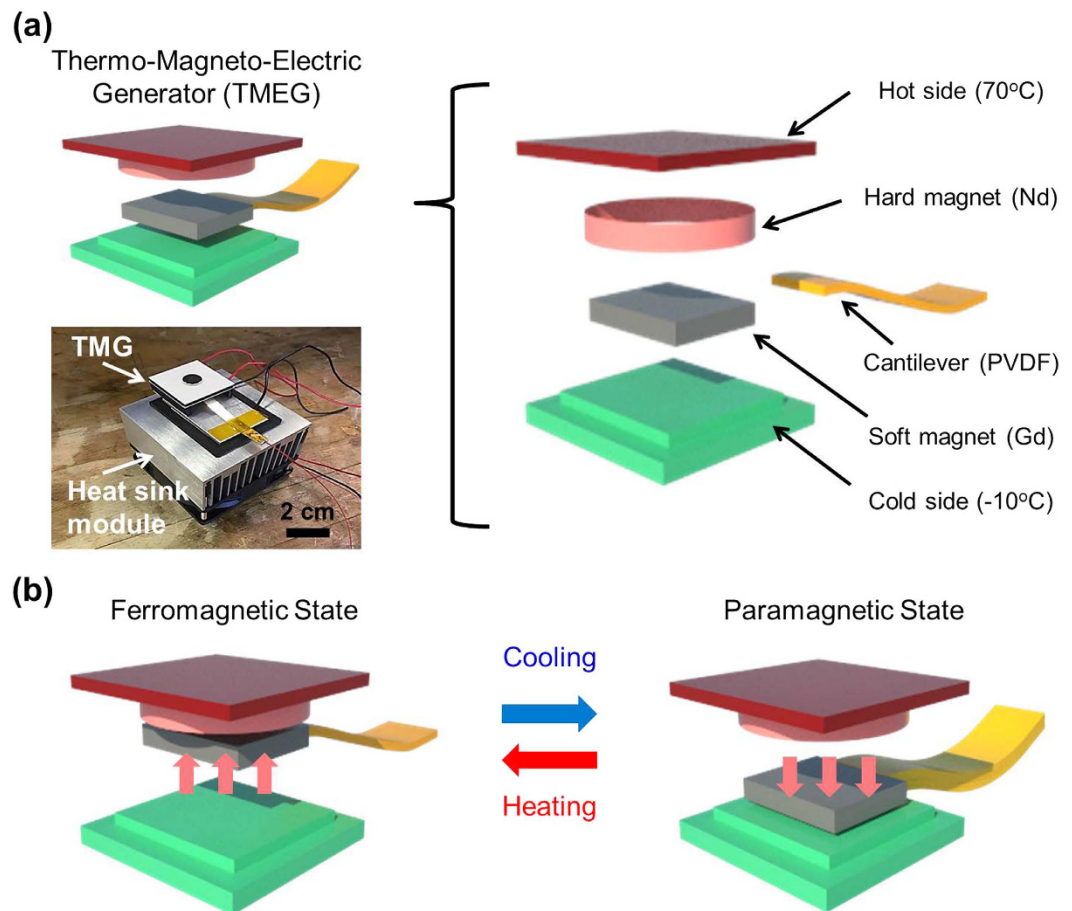 (a)
Thermo-Magneto-Electric
Generator (TMEG)
TMG
Heat sink
module
2 cm
Hot side (70°C)
Hard magnet (Nd)
Cantilever (PVDF)
Soft magnet (Gd)
Cold side (-10°C)
(b)
Ferromagnetic State
Cooling
Heating
Paramagnetic State